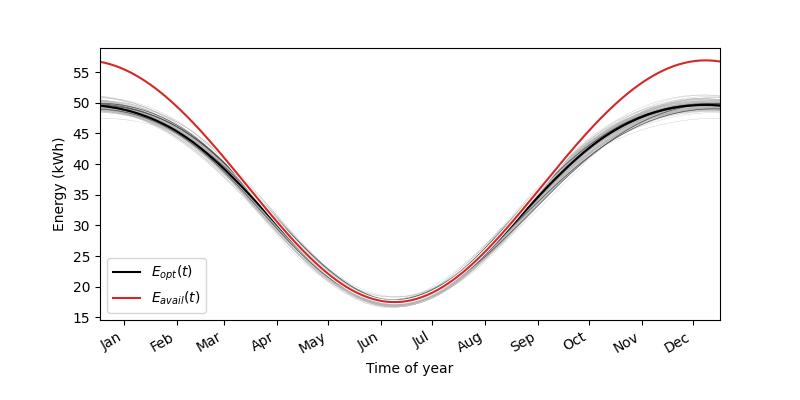 Energy (kWh)
55
50
45
40
35
30
25
20
15
E_opt(t)
E_avail(t)
Jan Feb Mar Apr May Jun Jul Aug Sep Oct Nov Dec
Time of year